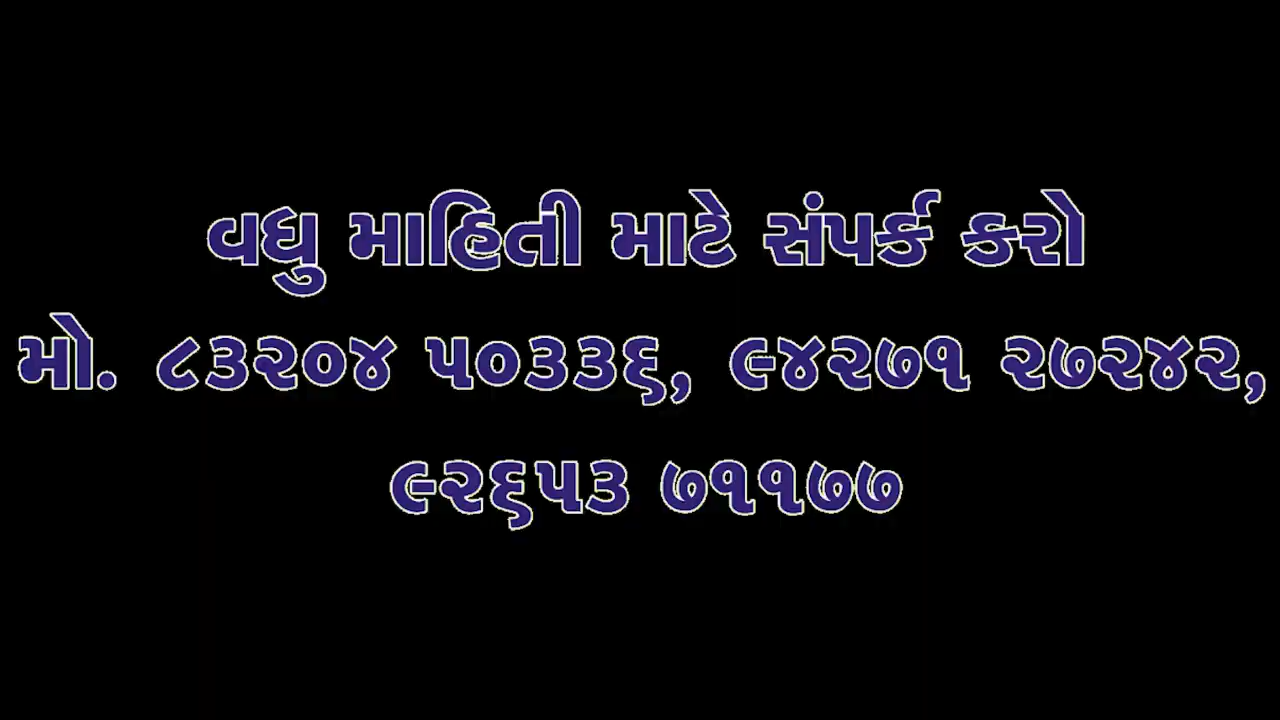 વધુ માહિતી માટે સંપર્ક કરો
મો. ૮૩૨૦૪ ૫૦૩૩૬, ૯૪૨૭૧ ૨૭૨૪૨,
૯૨૬૫૩ ૭૧૧૭૭